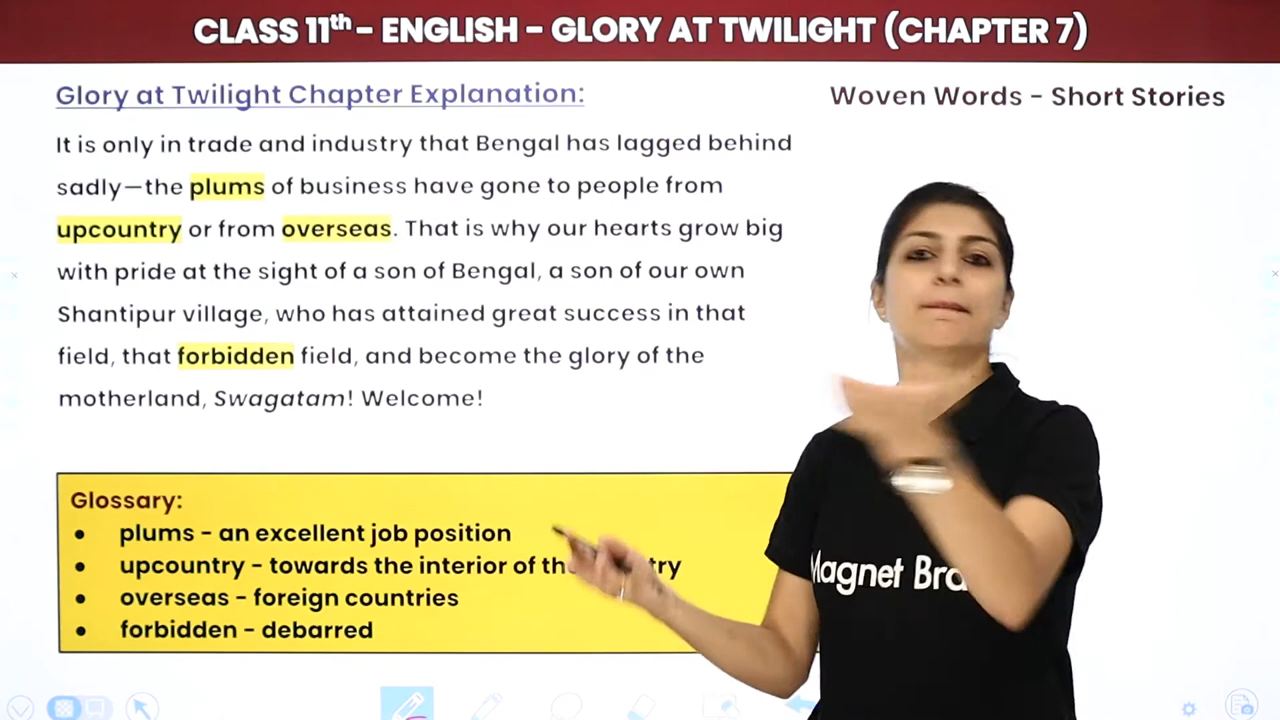 CLASS 11th - ENGLISH - GLORY AT TWILIGHT (CHAPTER 7)
Glory at Twilight Chapter Explanation:
Woven Words - Short Stories
It is only in trade and industry that Bengal has lagged behind
sadly—the plums of business have gone to people from
upcountry or from overseas. That is why our hearts grow big
with pride at the sight of a son of Bengal, a son of our own
Shantipur village, who has attained great success in that
field, that forbidden field, and become the glory of the
motherland, Swagatam! Welcome!
Glossary:
• plums - an excellent job position
• upcountry - towards the interior of
• overseas - foreign countries
• forbidden - debarred
Magnet